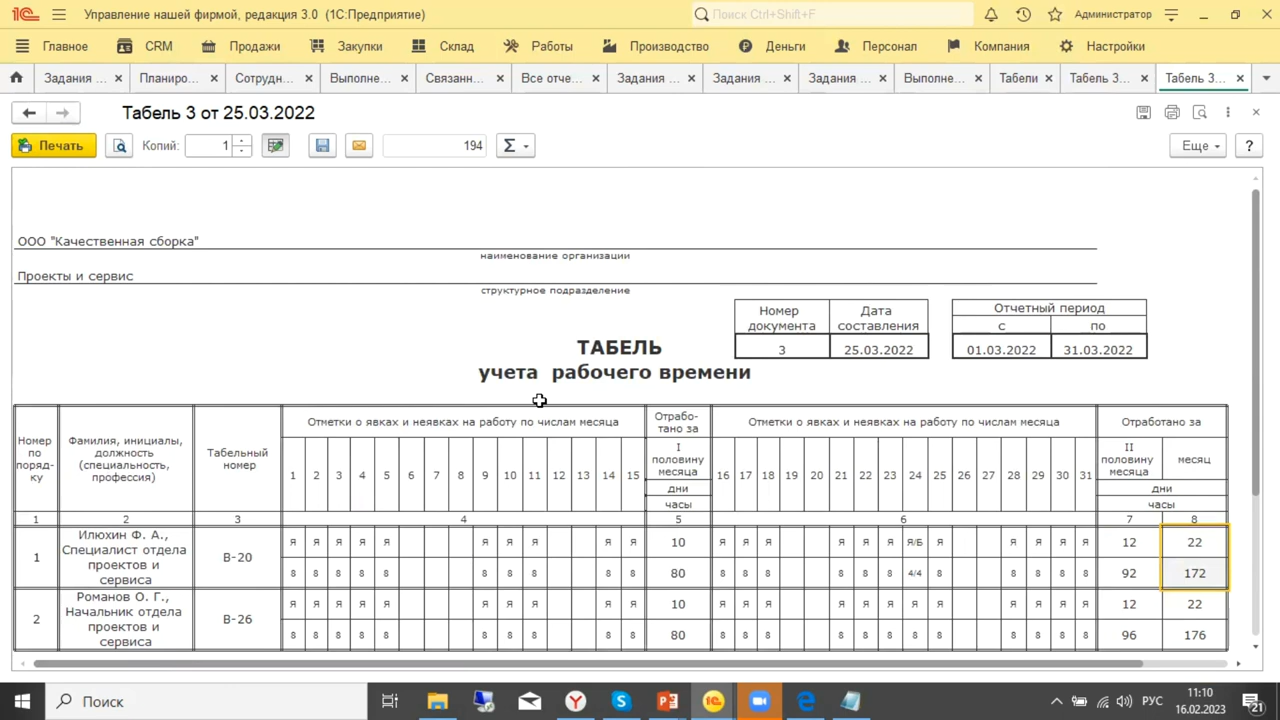 Управление нашей фирмой, редакция 3.0 (1С:Предприятие)
Поиск Ctrl+Shift+F
Администратор
Главное CRM Продажи Закупки Склад Работы Производство Деньги Персонал Компания Настройки
Задания ... Планиро... Сотрудн... Выполне... Связанн... Все отче... Задания ... Задания ... Задания ... Выполне... Табели Табель 3... Табель 3...
Табель 3 от 25.03.2022
Печать Копий: 1 194 Σ Еще ?
ООО "Качественная сборка"
наименование организации
Проекты и сервис
структурное подразделение
Номер документа Дата составления Отчетный период
с по
3 25.03.2022 01.03.2022 31.03.2022
ТАБЕЛЬ
учета рабочего времени
Номер по поряд-ку Фамилия, инициалы, должность (специальность, профессия) Табельный номер Отметки о явках и неявках на работу по числам месяца Отрабо-тано за Отметки о явках и неявках на работу по числам месяца Отработано за
1 2 3 4 5 6 7 8 9 10 11 12 13 14 15 I половину месяца 16 17 18 19 20 21 22 23 24 25 26 27 28 29 30 31 II половину месяца месяц
дни дни
часы часы
1 2 3 4 5 6 7 8
1 Илюхин Ф. А., Специалист отдела проектов и сервиса В-20 Я Я Я Я Я Я Я Я Я Я 10 Я Я Я Я Я Я Я/Б Я Я Я Я Я 12 22
8 8 8 8 8 8 8 8 8 8 80 8 8 8 8 8 8 4/4 8 8 8 8 8 92 172
2 Романов О. Г., Начальник отдела проектов и сервиса В-26 Я Я Я Я Я Я Я Я Я Я 10 Я Я Я Я Я Я Я Я Я Я Я Я 12 22
8 8 8 8 8 8 8 8 8 8 80 8 8 8 8 8 8 8 8 8 8 8 8 96 176
Поиск
РУС
11:10
16.02.2023
21